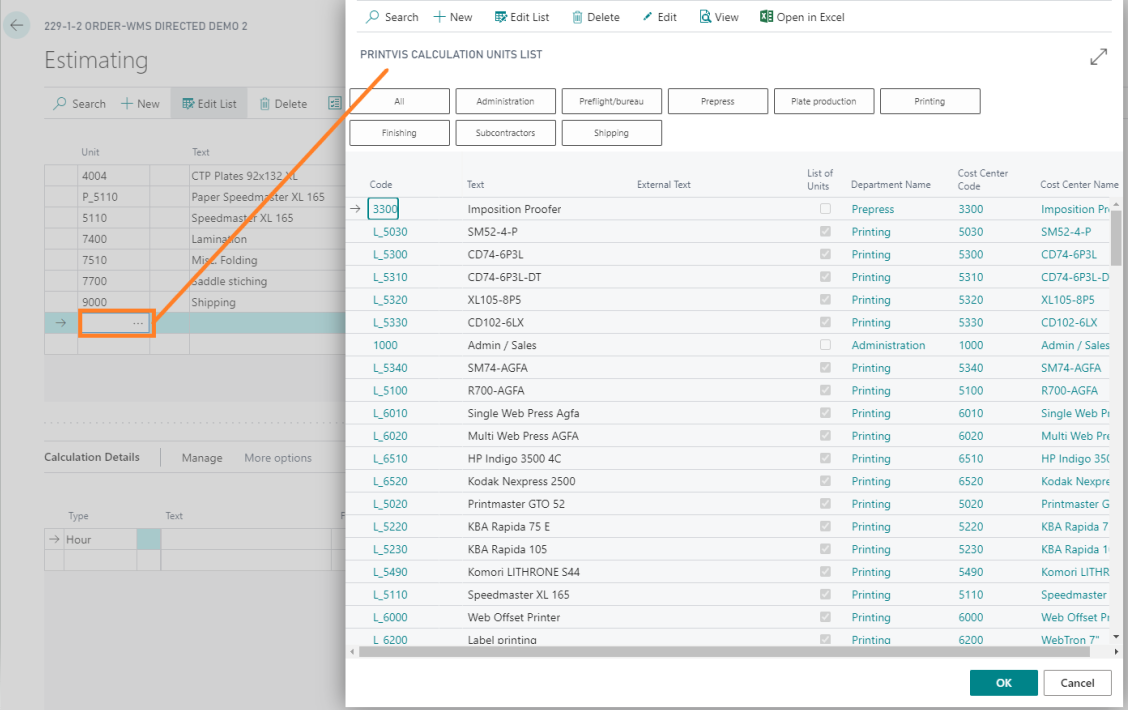 229-1-2 ORDER-WMS DIRECTED DEMO 2
Estimating
Search New Edit List Delete
Unit Text
4004 CTP Plates 92x132 XL
P_5110 Paper Speedmaster XL 165
5110 Speedmaster XL 165
7400 Lamination
7510 Misc. Folding
7700 Saddle stiching
9000 Shipping
...
Calculation Details Manage More options
Type Text F
Hour
Search New Edit List Delete Edit View Open in Excel
PRINTVIS CALCULATION UNITS LIST
All Administration Preflight/bureau Prepress Plate production Printing
Finishing Subcontractors Shipping
Code Text External Text List of Units Department Name Cost Center Code Cost Center Name
3300 Imposition Proofer Prepress 3300 Imposition Pr
L_5030 SM52-4-P Printing 5030 SM52-4-P
L_5300 CD74-6P3L Printing 5300 CD74-6P3L
L_5310 CD74-6P3L-DT Printing 5310 CD74-6P3L-D
L_5320 XL105-8P5 Printing 5320 XL105-8P5
L_5330 CD102-6LX Printing 5330 CD102-6LX
1000 Admin / Sales Administration 1000 Admin / Sales
L_5340 SM74-AGFA Printing 5340 SM74-AGFA
L_5100 R700-AGFA Printing 5100 R700-AGFA
L_6010 Single Web Press Agfa Printing 6010 Single Web Pr
L_6020 Multi Web Press AGFA Printing 6020 Multi Web Pre
L_6510 HP Indigo 3500 4C Printing 6510 HP Indigo 350
L_6520 Kodak Nexpress 2500 Printing 6520 Kodak Nexpre
L_5020 Printmaster GTO 52 Printing 5020 Printmaster G
L_5220 KBA Rapida 75 E Printing 5220 KBA Rapida 7
L_5230 KBA Rapida 105 Printing 5230 KBA Rapida 1
L_5490 Komori LITHRONE S44 Printing 5490 Komori LITHR
L_5110 Speedmaster XL 165 Printing 5110 Speedmaster
L_6000 Web Offset Printer Printing 6000 Web Offset Pr
L_6200 Label printing Printing 6200 WebTron 7"
OK Cancel